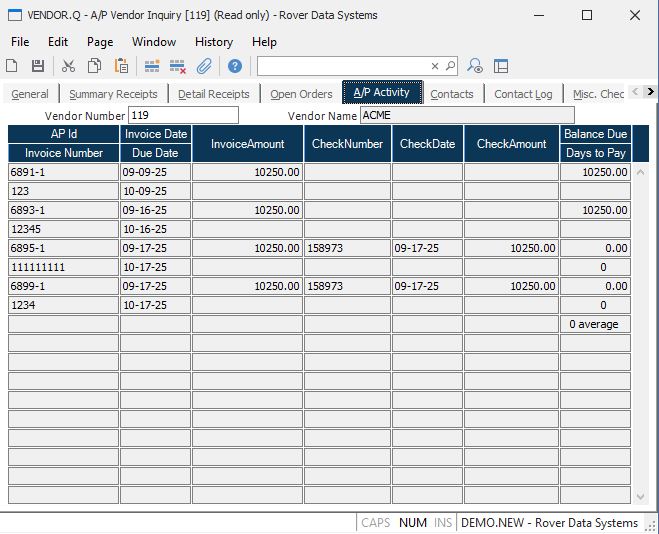 VENDOR.Q - A/P Vendor Inquiry [119] (Read only) - Rover Data Systems
File Edit Page Window History Help
General Summary Receipts Detail Receipts Open Orders A/P Activity Contacts Contact Log Misc. Chec
Vendor Number 119 Vendor Name ACME
AP Id Invoice Date InvoiceAmount CheckNumber CheckDate CheckAmount Balance Due
Invoice Number Due Date Days to Pay
6891-1 09-09-25 10250.00 10250.00
123 10-09-25
6893-1 09-16-25 10250.00 10250.00
12345 10-16-25
6895-1 09-17-25 10250.00 158973 09-17-25 10250.00 0.00
111111111 10-17-25 0
6899-1 09-17-25 10250.00 158973 09-17-25 10250.00 0.00
1234 10-17-25 0
0 average
CAPS NUM INS DEMO.NEW - Rover Data Systems